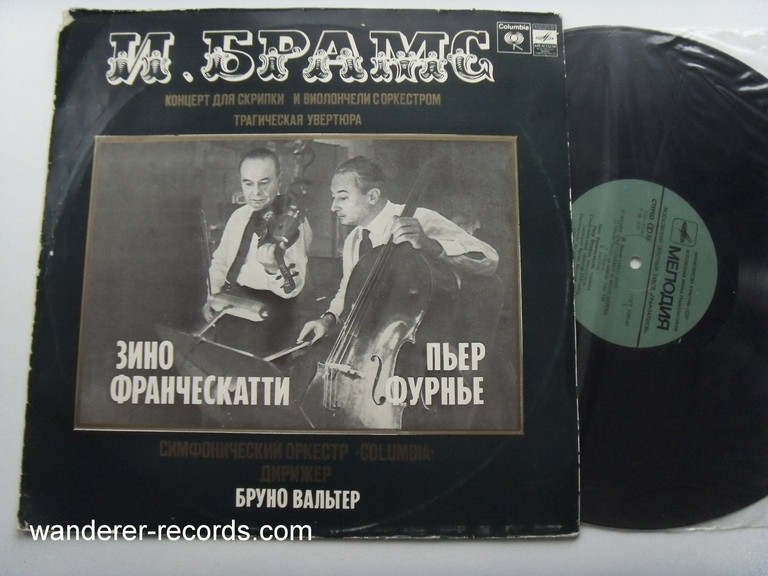 И. БРАМС
Columbia
КОНЦЕРТ ДЛЯ СКРИПКИ И ВИОЛОНЧЕЛИ С ОРКЕСТРОМ
ТРАГИЧЕСКАЯ УВЕРТЮРА
ЗИНО
ФРАНЧЕСКАТТИ
ПЬЕР
ФУРНЬЕ
СИМФОНИЧЕСКИЙ ОРКЕСТР «COLUMBIA»
ДИРИЖЕР
БРУНО ВАЛЬТЕР
МЕЛОДИЯ
СТЕРЕО
wanderer-records.com